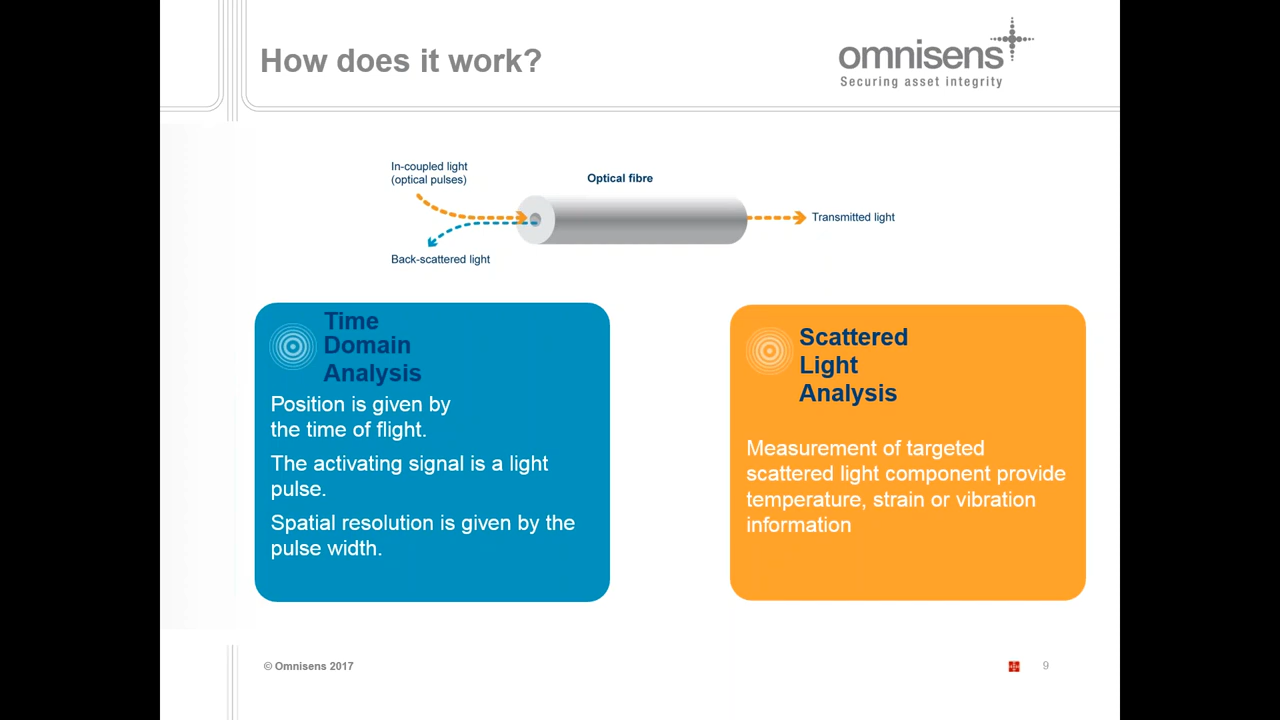 How does it work?
omnisens
Securing asset integrity
In-coupled light
(optical pulses)
Optical fibre
Transmitted light
Back-scattered light
Time
Domain
Analysis
Position is given by
the time of flight.
The activating signal is a light
pulse.
Spatial resolution is given by the
pulse width.
Scattered
Light
Analysis
Measurement of targeted
scattered light component provide
temperature, strain or vibration
information
© Omnisens 2017
9